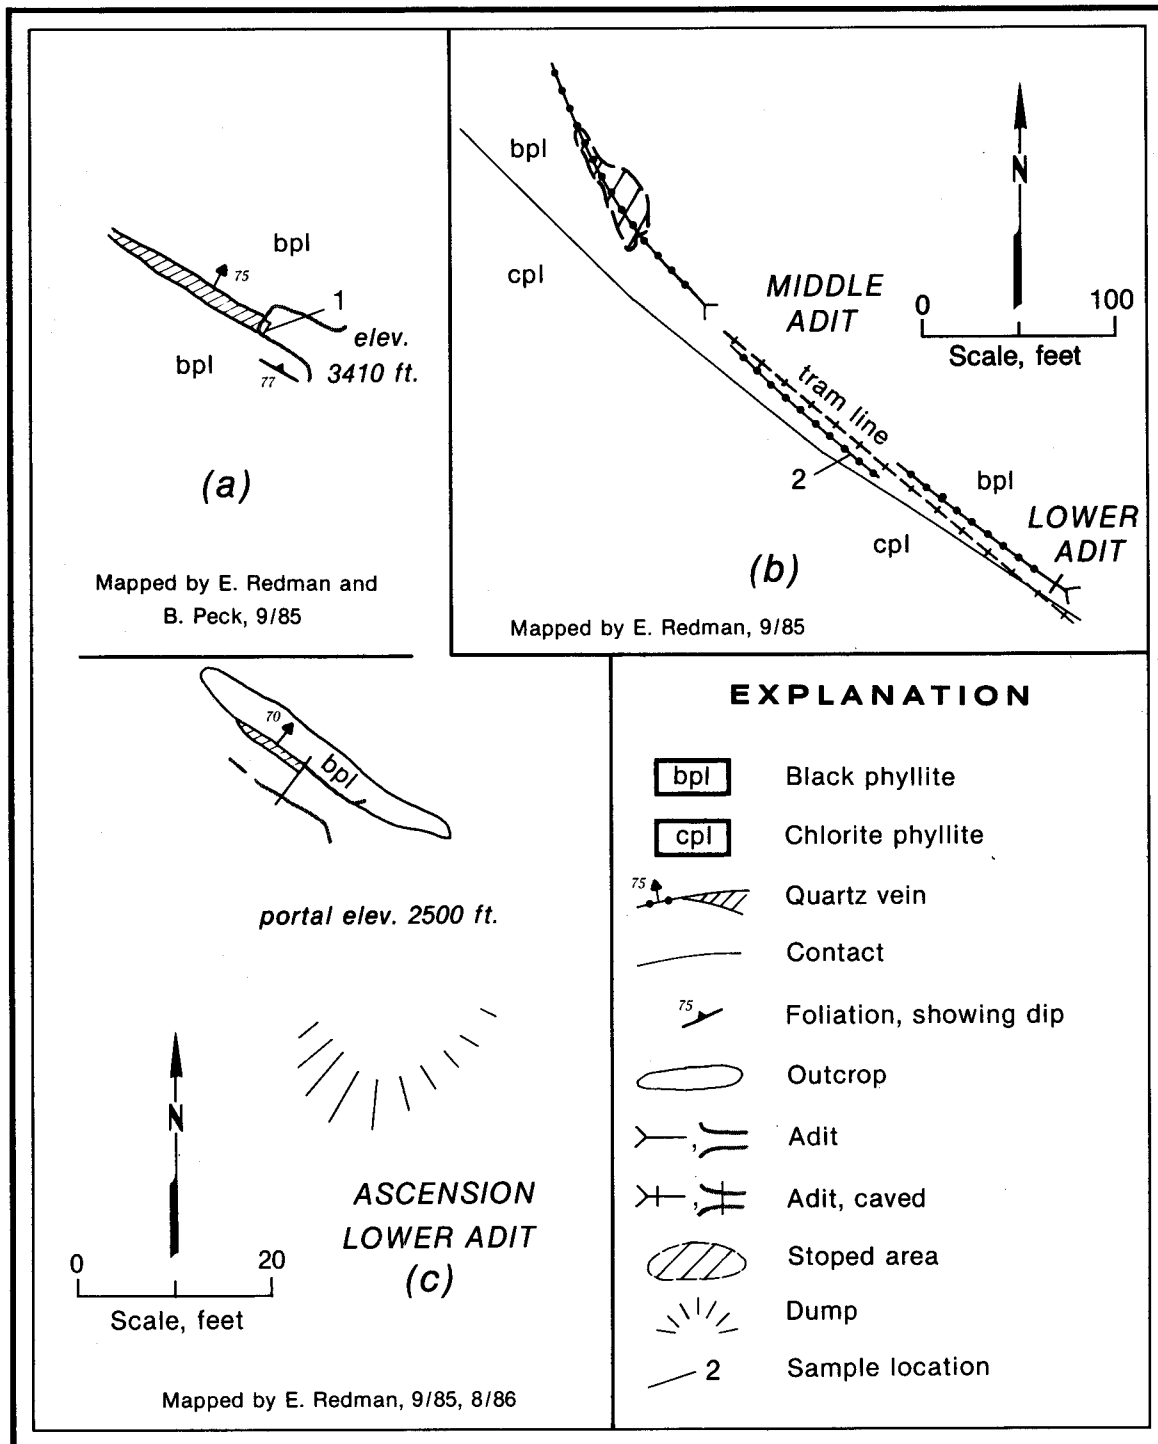 bpl
75
1
elev.
3410 ft.
bpl
77
(a)
Mapped by E. Redman and
B. Peck, 9/85
bpl
cpl
N
MIDDLE
ADIT
0 100
Scale, feet
tram line
2
bpl
LOWER
ADIT
cpl
(b)
Mapped by E. Redman, 9/85
70
bpl
portal elev. 2500 ft.
N
ASCENSION
LOWER ADIT
(c)
0 20
Scale, feet
Mapped by E. Redman, 9/85, 8/86
EXPLANATION
bpl Black phyllite
cpl Chlorite phyllite
75 Quartz vein
Contact
75 Foliation, showing dip
Outcrop
, Adit
, Adit, caved
Stoped area
Dump
2 Sample location